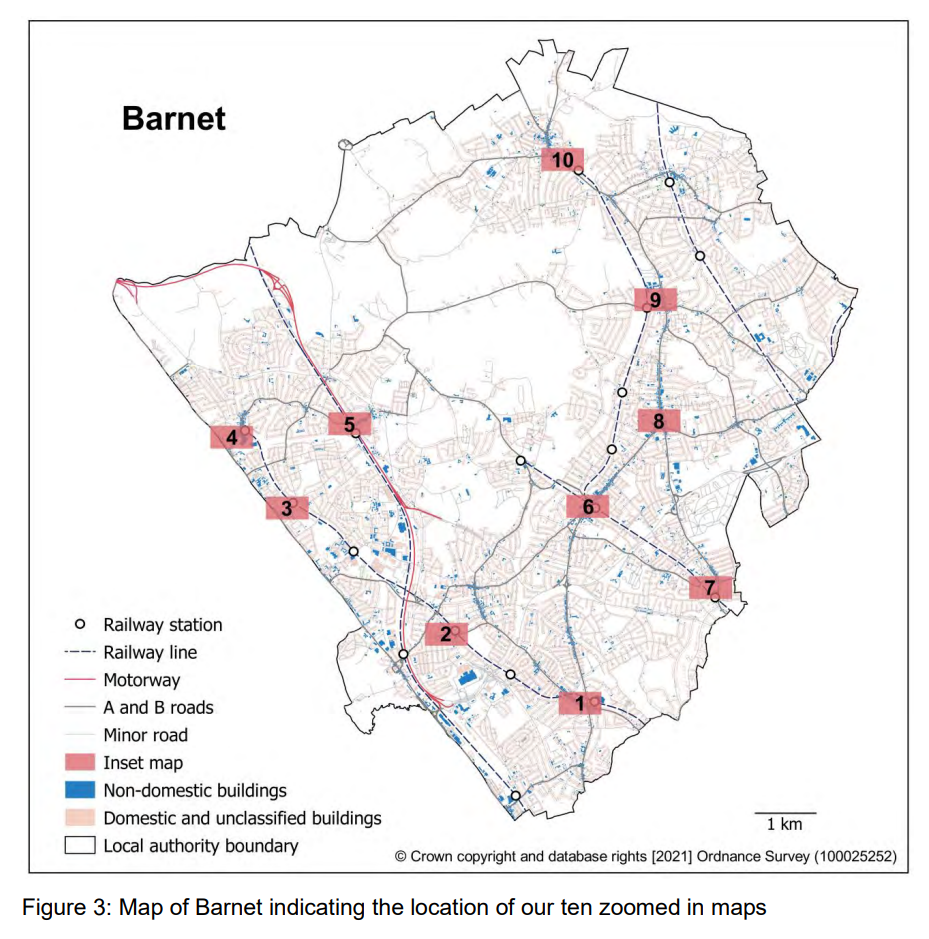 Barnet
10
9
8
5
4
6
3
7
2
1
Railway station
Railway line
Motorway
A and B roads
Minor road
Inset map
Non-domestic buildings
Domestic and unclassified buildings
Local authority boundary
1 km
© Crown copyright and database rights [2021] Ordnance Survey (100025252)
Figure 3: Map of Barnet indicating the location of our ten zoomed in maps